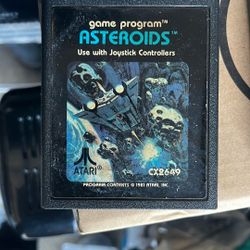 game program™
ASTEROIDS™
Use with Joystick Controllers
ATARI®
CX2649
PROGRAM CONTENTS © 1981 ATARI, INC.